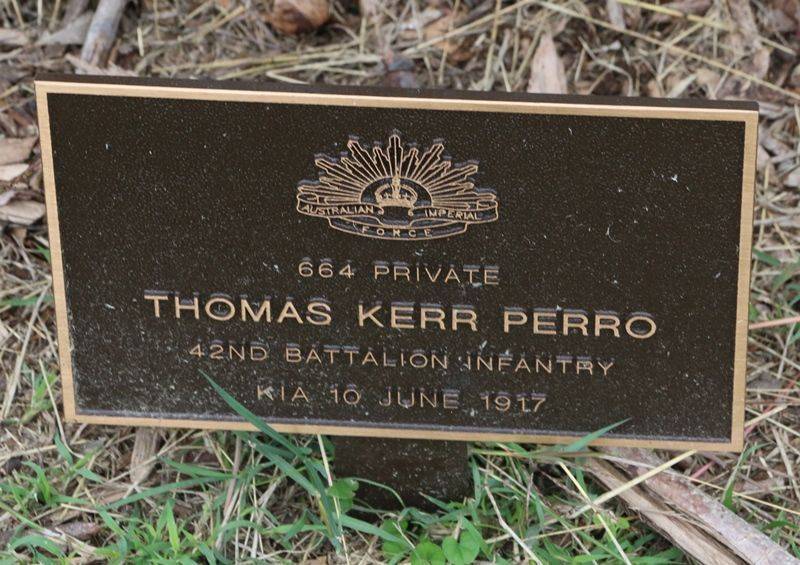 AUSTRALIAN IMPERIAL
FORCE
664 PRIVATE
THOMAS KERR PERRO
42ND BATTALION INFANTRY
KIA 10 JUNE 1917